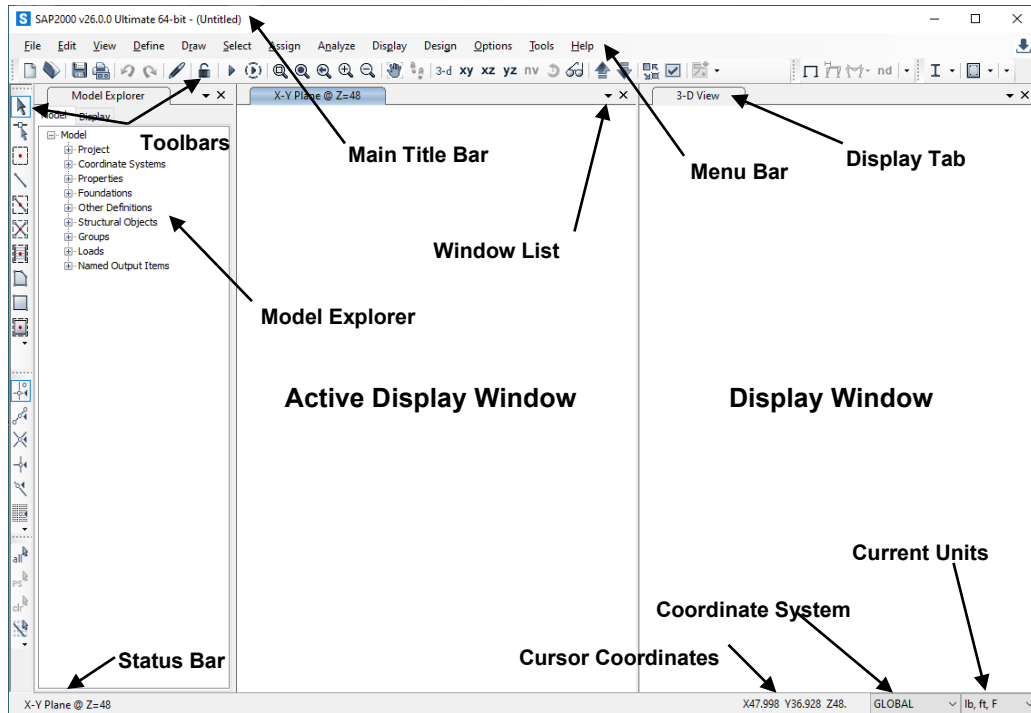 S SAP2000 v26.0.0 Ultimate 64-bit - (Untitled)
File Edit View Define Draw Select Assign Analyze Display Design Options Tools Help
3-d xy xz yz nv nd
Model Explorer
X-Y Plane @ Z=48
3-D View
Model Display
Model
Project
Coordinate Systems
Properties
Foundations
Other Definitions
Structural Objects
Groups
Loads
Named Output Items
Toolbars
Main Title Bar
Menu Bar
Display Tab
Window List
Model Explorer
Active Display Window
Display Window
all
ps
clr
Current Units
Coordinate System
Cursor Coordinates
Status Bar
X-Y Plane @ Z=48
X47.998 Y36.928 Z48.
GLOBAL
lb, ft, F